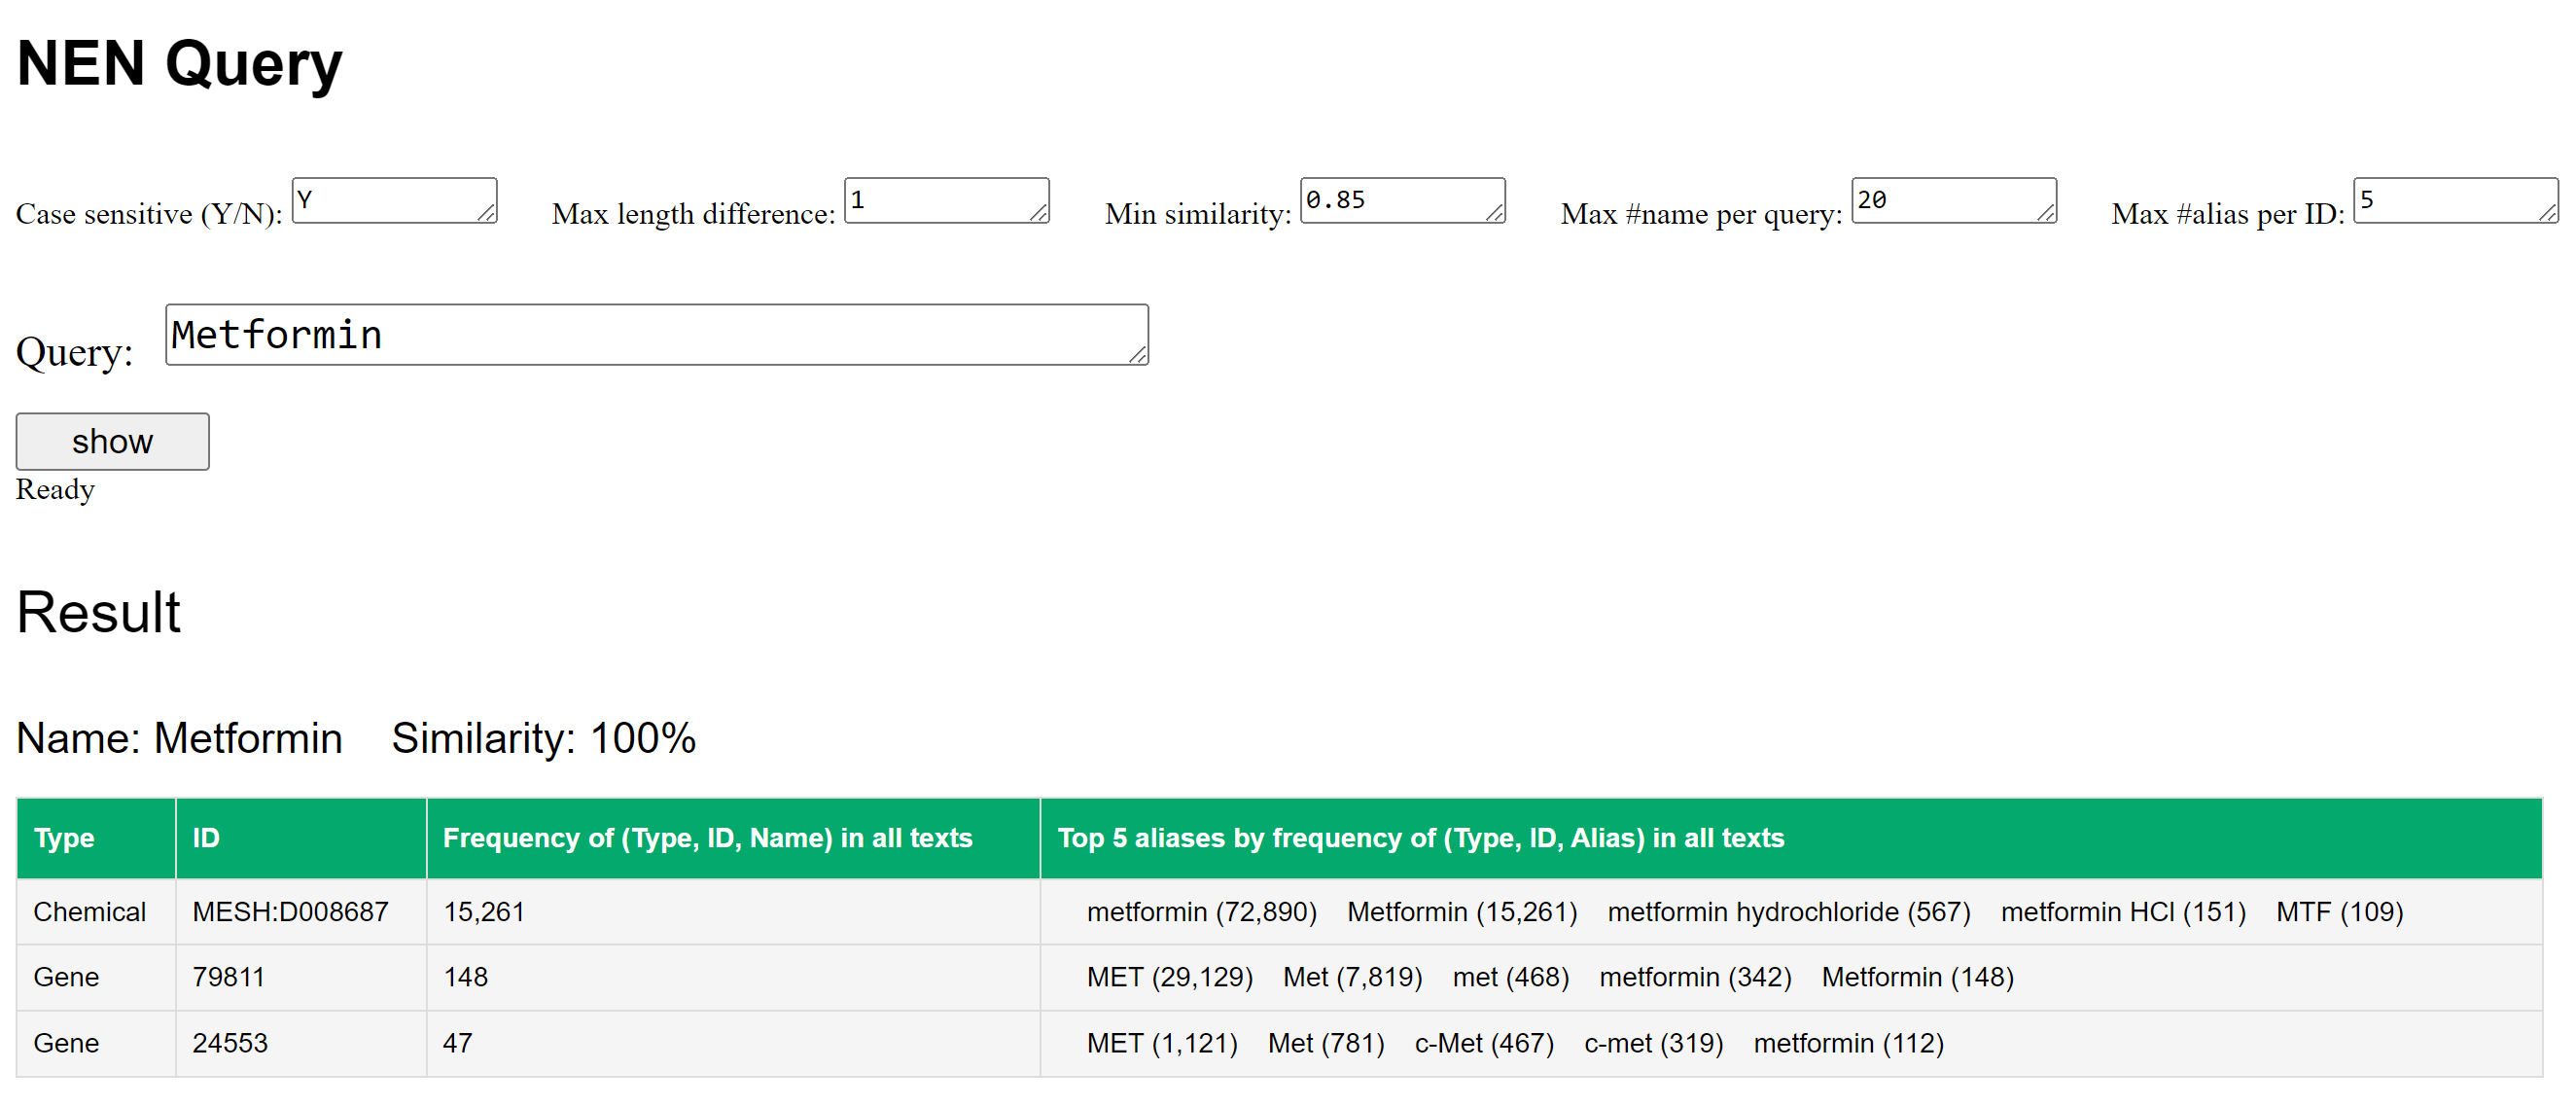 NEN Query
Case sensitive (Y/N): Y Max length difference: 1 Min similarity: 0.85 Max #name per query: 20 Max #alias per ID: 5
Query: Metformin
show
Ready
Result
Name: Metformin Similarity: 100%
Type ID Frequency of (Type, ID, Name) in all texts Top 5 aliases by frequency of (Type, ID, Alias) in all texts
Chemical MESH:D008687 15,261 metformin (72,890) Metformin (15,261) metformin hydrochloride (567) metformin HCl (151) MTF (109)
Gene 79811 148 MET (29,129) Met (7,819) met (468) metformin (342) Metformin (148)
Gene 24553 47 MET (1,121) Met (781) c-Met (467) c-met (319) metformin (112)